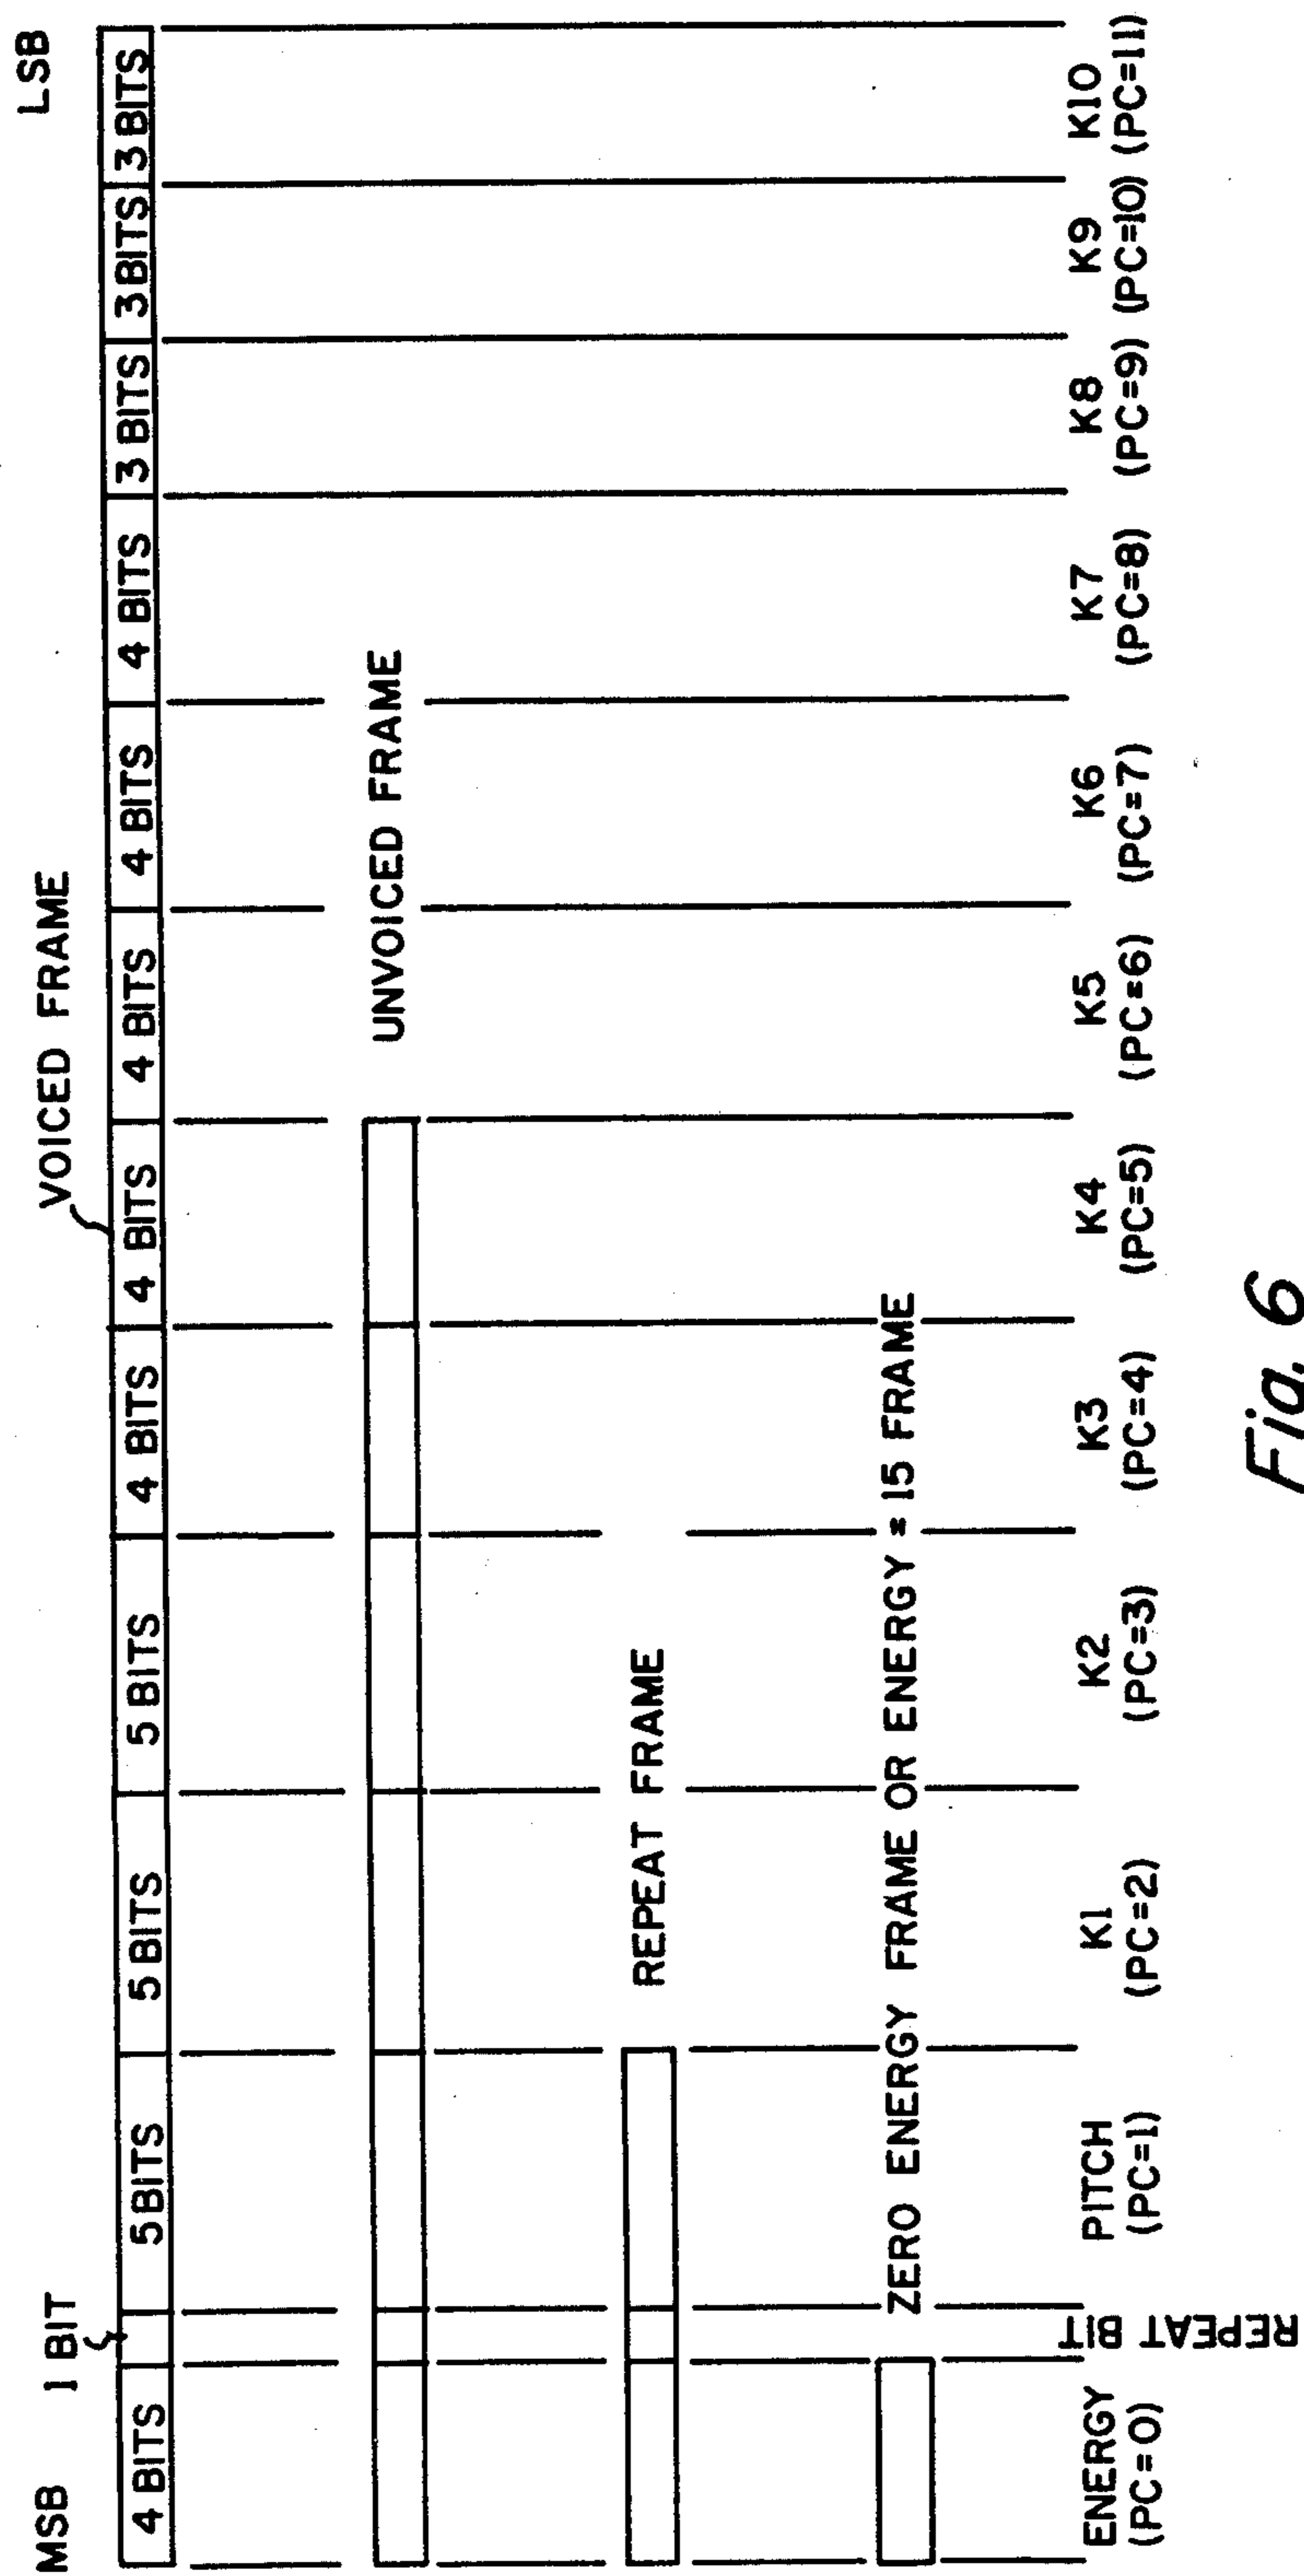 MSB 1 BIT VOICED FRAME LSB
4 BITS 5 BITS 5 BITS 5 BITS 4 BITS 4 BITS 4 BITS 4 BITS 4 BITS 3 BITS 3 BITS 3 BITS
UNVOICED FRAME
REPEAT FRAME
ZERO ENERGY FRAME OR ENERGY = 15 FRAME
ENERGY REPEAT BIT PITCH K1 K2 K3 K4 K5 K6 K7 K8 K9 K10
(PC=0) (PC=1) (PC=2) (PC=3) (PC=4) (PC=5) (PC=6) (PC=7) (PC=8) (PC=9) (PC=10) (PC=11)
Fig. 6